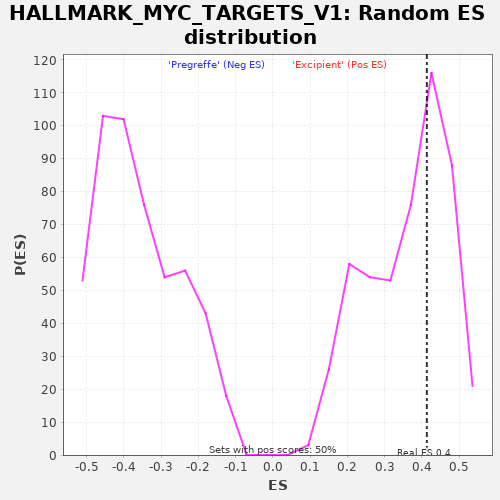 HALLMARK_MYC_TARGETS_V1: Random ES
distribution
'Pregreffe' (Neg ES) 'Excipient' (Pos ES)
120
110
100
90
80
70
60
50
40
30
20
10
0
P(ES)
Sets with pos scores: 50%
Real ES 0.4
-0.5 -0.4 -0.3 -0.2 -0.1 0.0 0.1 0.2 0.3 0.4 0.5
ES